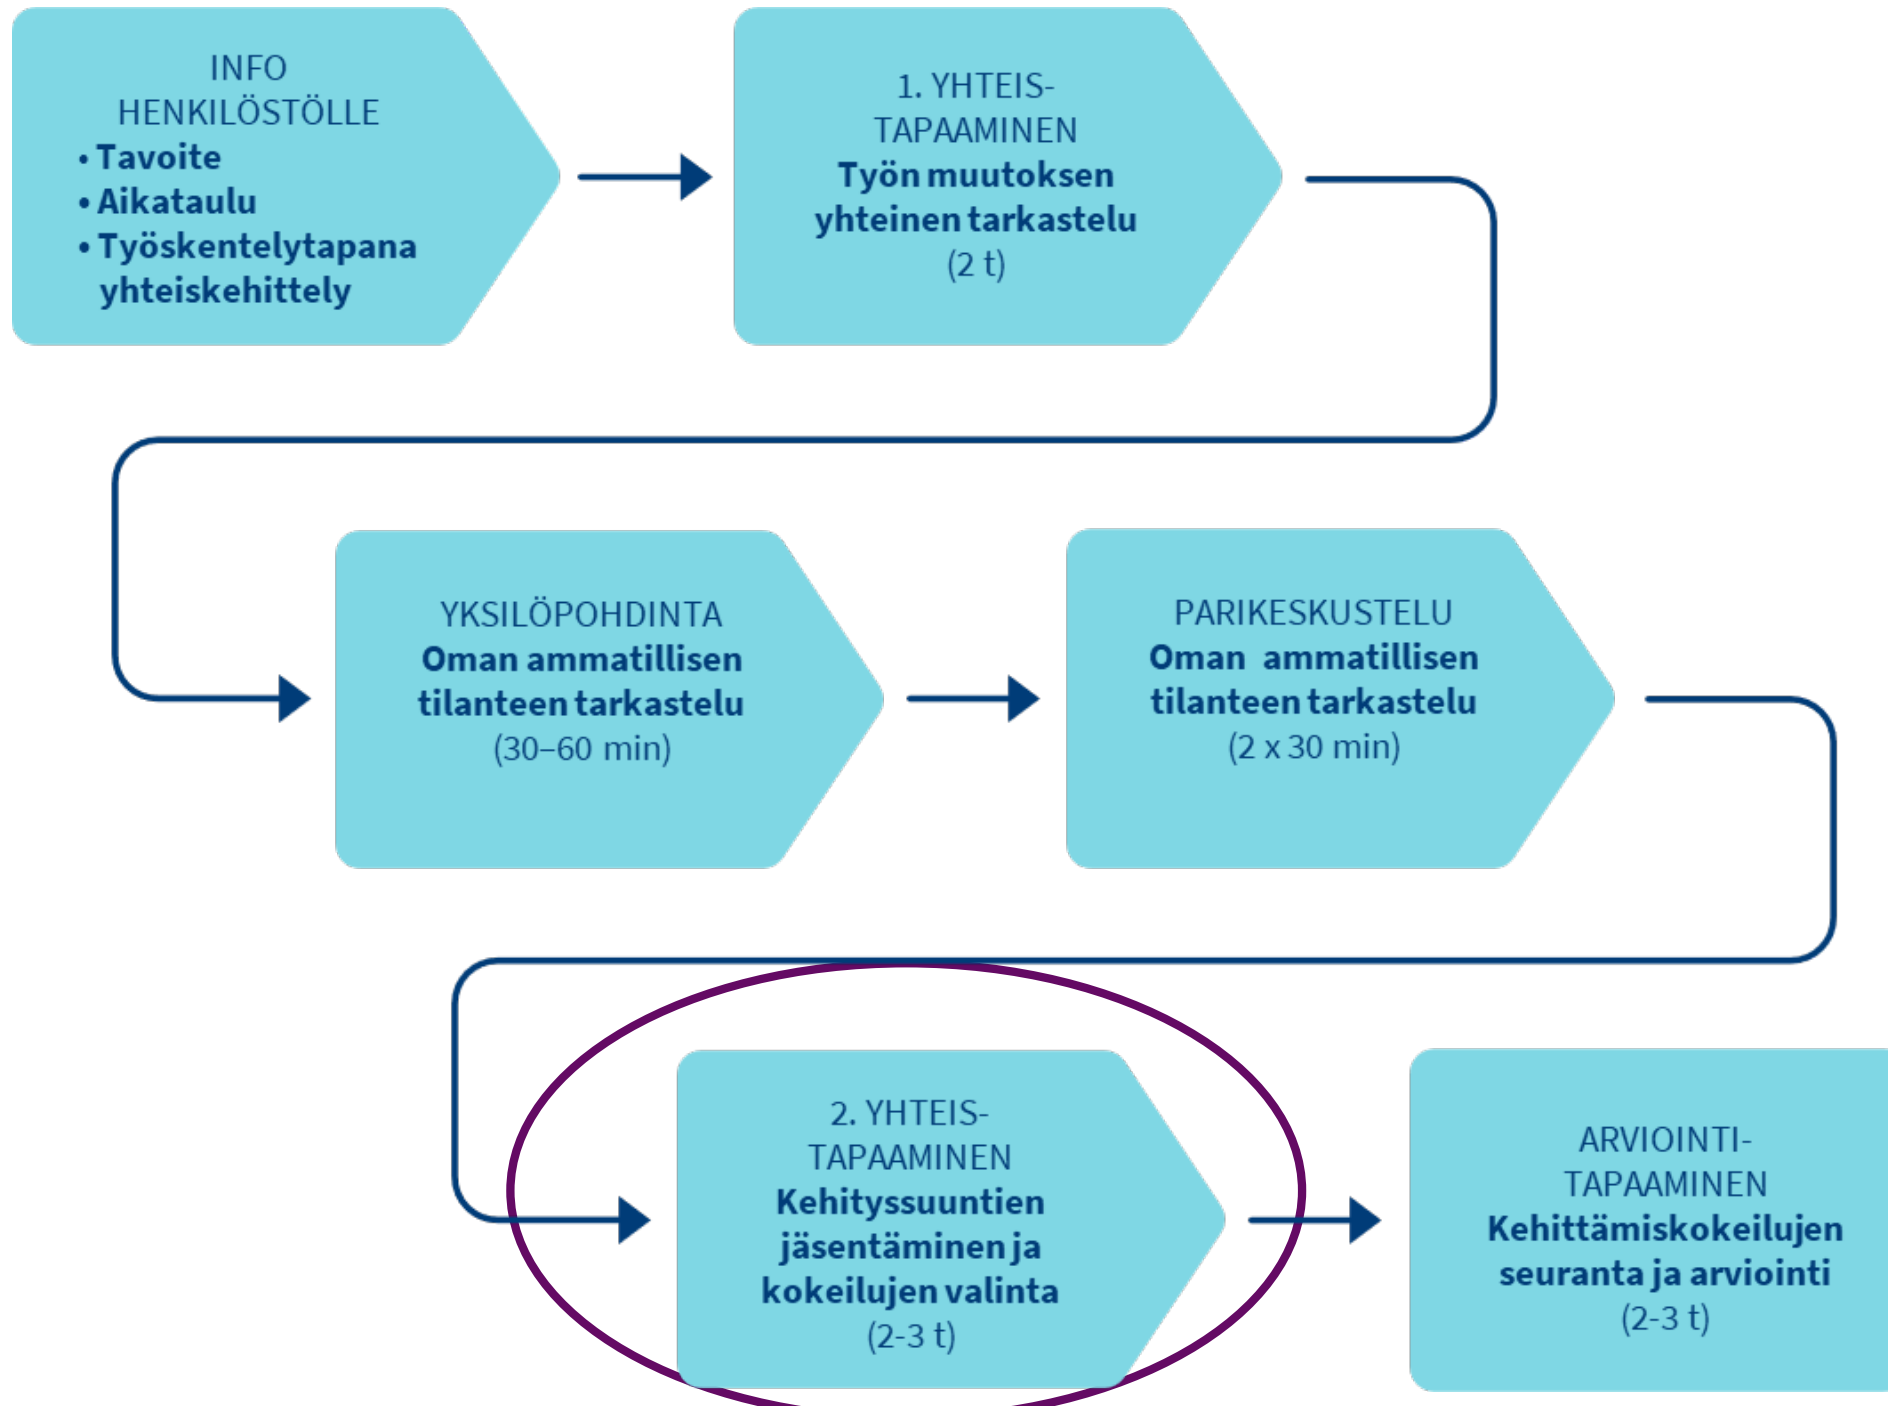 INFO
HENKILÖSTÖLLE
• Tavoite
• Aikataulu
• Työskentelytapana
yhteiskehittely
1. YHTEIS-
TAPAAMINEN
Työn muutoksen
yhteinen tarkastelu
(2 t)
YKSILÖPOHDINTA
Oman ammatillisen
tilanteen tarkastelu
(30–60 min)
PARIKESKUSTELU
Oman ammatillisen
tilanteen tarkastelu
(2 x 30 min)
2. YHTEIS-
TAPAAMINEN
Kehityssuuntien
jäsentäminen ja
kokeilujen valinta
(2-3 t)
ARVIOINTI-
TAPAAMINEN
Kehittämiskokeilujen
seuranta ja arviointi
(2-3 t)